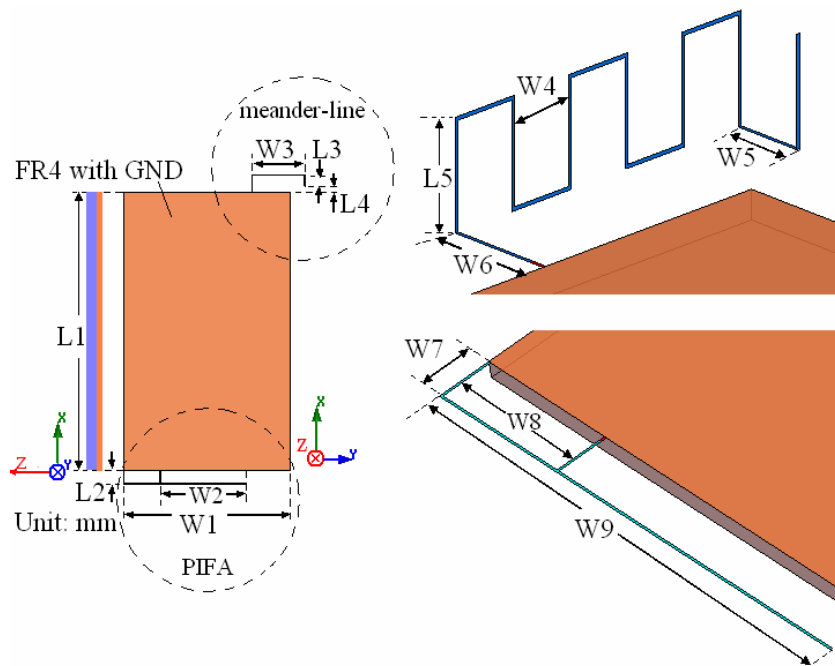 meander-line
W3
L3
FR4 with GND
L4
L1
X
Z
Y
X
Z
Y
L2
W2
Unit: mm
W1
PIFA
W4
W5
L5
W6
W7
W8
W9